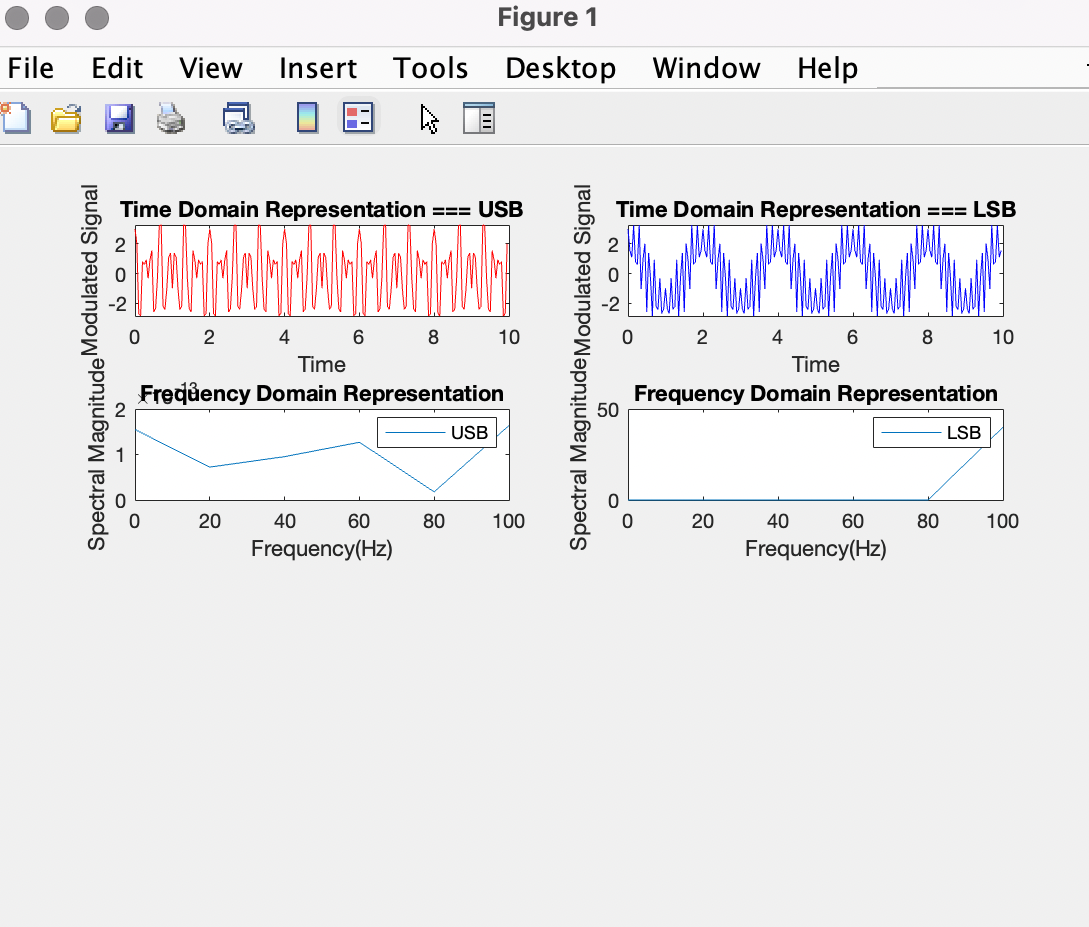 Figure 1
File Edit View Insert Tools Desktop Window Help
Time Domain Representation === USB
Modulated Signal
2
0
-2
0 2 4 6 8 10
Time
Time Domain Representation === LSB
Modulated Signal
2
0
-2
0 2 4 6 8 10
Time
Frequency Domain Representation
× 10-13
Spectral Magnitude
2
1
0
USB
0 20 40 60 80 100
Frequency(Hz)
Frequency Domain Representation
Spectral Magnitude
50
0
LSB
0 20 40 60 80 100
Frequency(Hz)